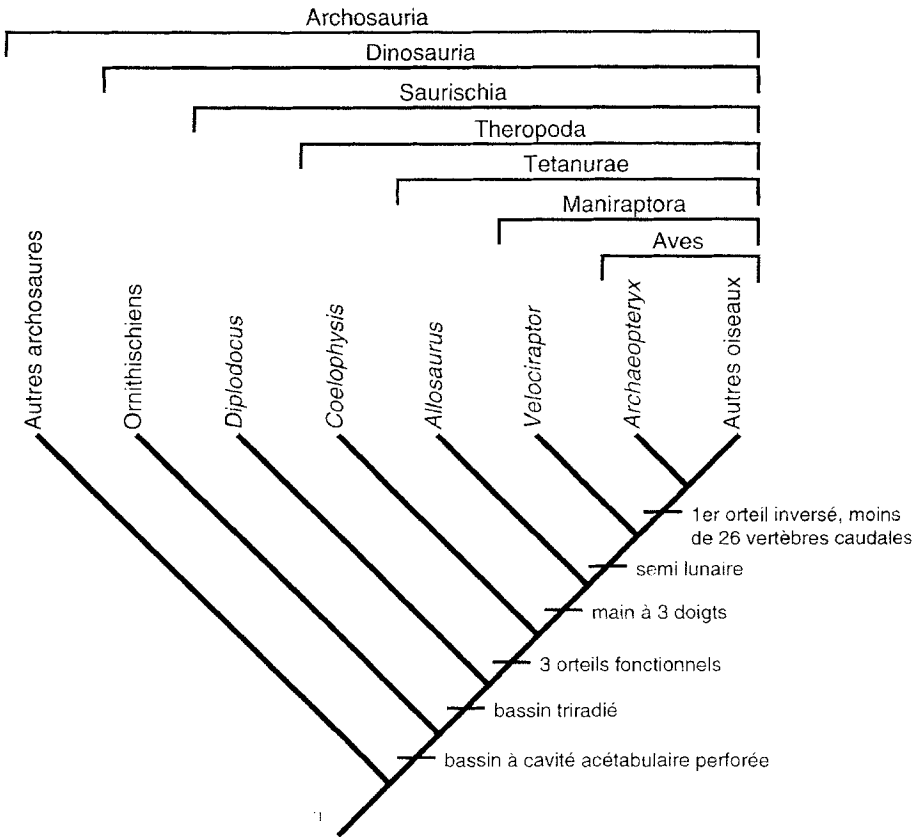 Archosauria
Dinosauria
Saurischia
Theropoda
Tetanurae
Maniraptora
Aves
Autres archosaures
Ornithischiens
Diplodocus
Coelophysis
Allosaurus
Velociraptor
Archaeopteryx
Autres oiseaux
1er orteil inversé, moins
de 26 vertèbres caudales
semi lunaire
main à 3 doigts
3 orteils fonctionnels
bassin triradié
bassin à cavité acétabulaire perforée